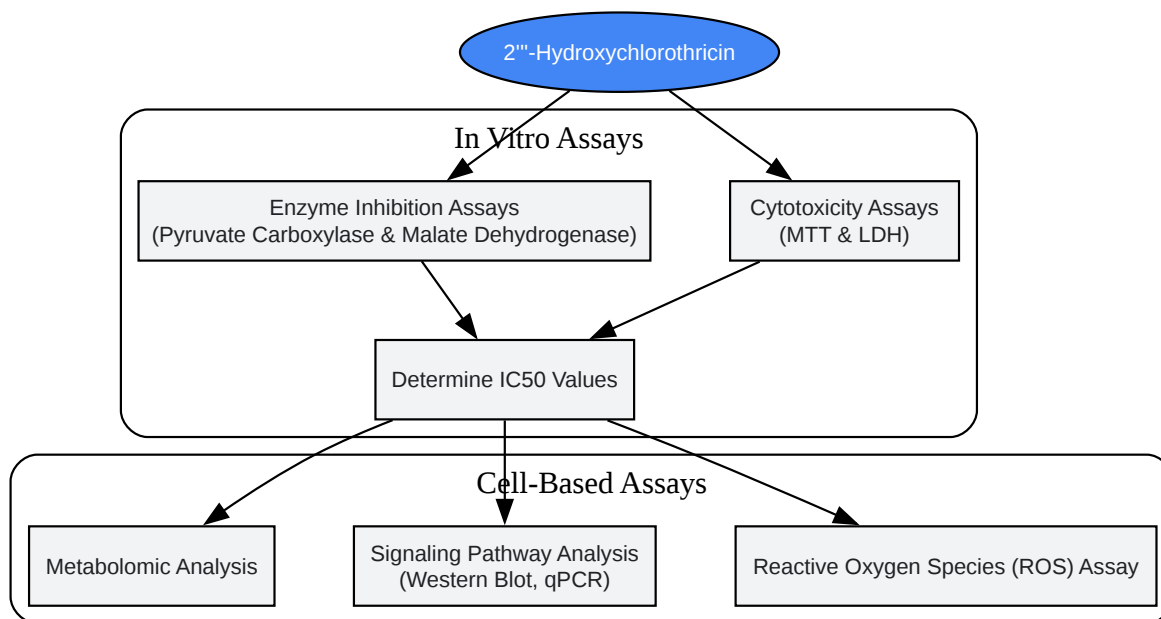 2'''-Hydroxychlorothricin
In Vitro Assays
Enzyme Inhibition Assays
(Pyruvate Carboxylase & Malate Dehydrogenase)
Cytotoxicity Assays
(MTT & LDH)
Determine IC50 Values
Cell-Based Assays
Metabolomic Analysis
Signaling Pathway Analysis
(Western Blot, qPCR)
Reactive Oxygen Species (ROS) Assay